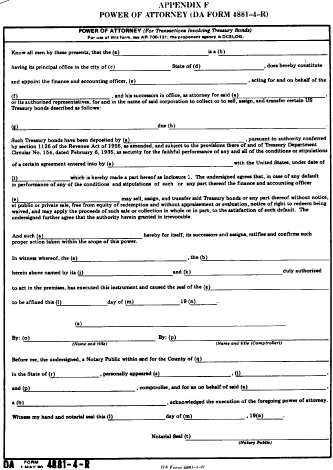 APPENDIX F
POWER OF ATTORNEY (DA FORM 4881-4-R)
POWER OF ATTORNEY (For Transactions Involving Treasury Bonds)
For use of this form, see AR 700-131; the proponent agency is DCSLOG.
Know all men by these presents, that the (a) is a (b)
having its principal office in the city of (c) State of (d) , does hereby constitute
and appoint the finance and accounting officer, (e) , acting for and on behalf of the
(f) , and his successors in office, as attorney for said (a)
or its authorised representatives, for and in the name of said corporation to collect or to sell, assign, and transfer certain US
Treasury bonds described as follows:
(g) due (h)
Such Treasury bonds have been deposited by (a) , pursuant to authority conferred
by section 1126 of the Revenue Act of 1926, as amended, and subject to the provisions thereof and of Treasury Department
Circular No. 154, dated February 6, 1935, as security for the faithful performance of any and all of the conditions or stipulations
of a certain agreement entered into by (a) with the United States, under date of
(i) which is hereby made a part hereof as Inclosure 1. The undersigned agrees that, in case of any default
in performance of any of the conditions and stipulations of such or any part thereof the finance and accounting officer
(e) may sell, assign, and transfer said Treasury bonds or any part thereof without notice,
at public or private sale, free from equity of redemption and without appraisement or evaluation, notice of right to redeem being
waived, and may apply the proceeds of such sale or collection in whole or in part, to the satisfaction of such default. The
undersigned further agree that the authority herein granted is irrevocable.
And such (a) hereby for itself, its successors and assigns, ratifies and confirms such
proper action taken within the scope of this power.
In witness whereof, the (a) , the (b)
herein above named by its (j) and (k) duly authorised
to act in the premises, has executed this instrument and caused the seal of the (a)
to be affixed this (l) day of (m) 19 (n) .
(a)
By: (o) By: (p)
(Name and title) (Name and title (Comptroller))
Before me, the undersigned, a Notary Public within and for the County of (q)
in the State of (r) , personally appeared (s) , (j)
and (p) , comptroller, and for an on behalf of said (a)
a (b) , acknowledged the execution of the foregoing power of attorney.
Witness my hand and notarial seal this (l) day of (m) , 19(n) .
Notarial Seal (t)
(Notary Public)
DA FORM 1 MAY 80 4881-4-R
DA Form 4881-4-R